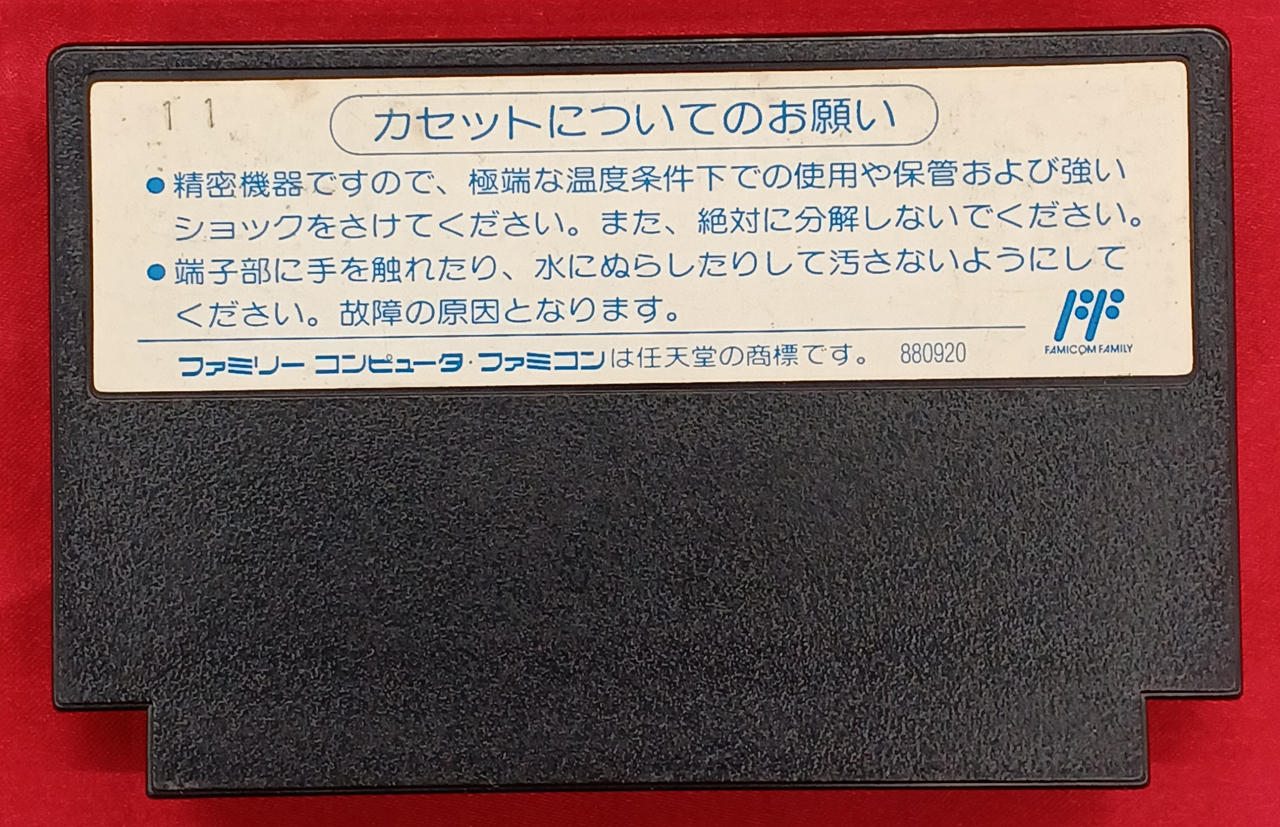 11
カセットについてのお願い
●精密機器ですので、極端な温度条件下での使用や保管および強い
ショックをさけてください。また、絶対に分解しないでください。
●端子部に手を触れたり、水にぬらしたりして汚さないようにして
ください。故障の原因となります。
FF
FAMICOM FAMILY
ファミリーコンピュータ・ファミコンは任天堂の商標です。 880920